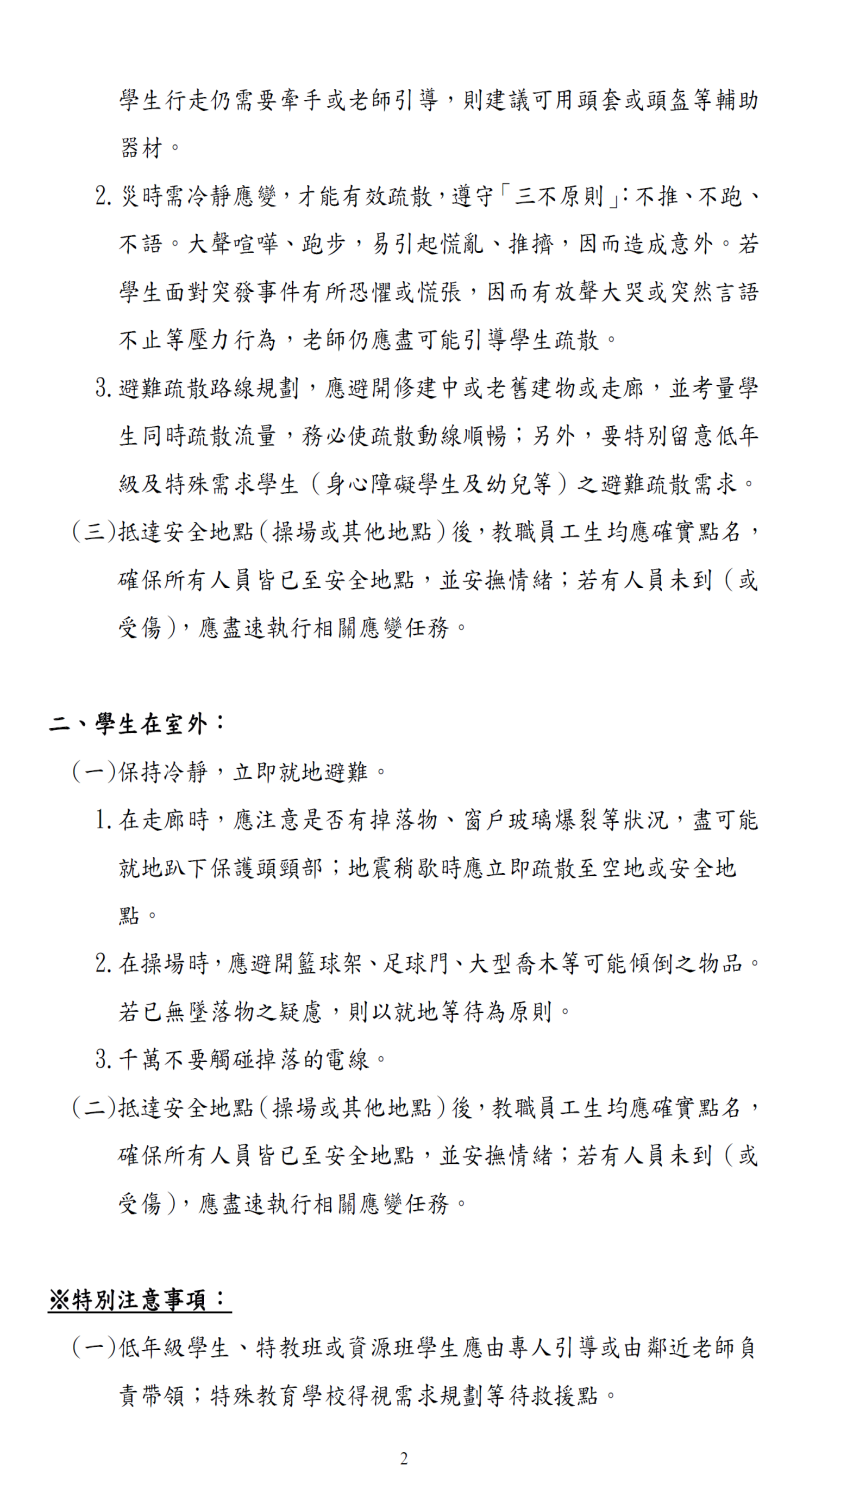 學生行走仍需要牽手或老師引導，則建議可用頭套或頭盔等輔助
器材。
2. 災時需冷靜應變，才能有效疏散，遵守「三不原則」：不推、不跑、
不語。大聲喧嘩、跑步，易引起慌亂、推擠，因而造成意外。若
學生面對突發事件有所恐懼或慌張，因而有放聲大哭或突然言語
不止等壓力行為，老師仍應盡可能引導學生疏散。
3. 避難疏散路線規劃，應避開修建中或老舊建物或走廊，並考量學
生同時疏散流量，務必使疏散動線順暢；另外，要特別留意低年
級及特殊需求學生（身心障礙學生及幼兒等）之避難疏散需求。
(三)抵達安全地點(操場或其他地點)後，教職員工生均應確實點名，
確保所有人員皆已至安全地點，並安撫情緒；若有人員未到（或
受傷），應盡速執行相關應變任務。
二、學生在室外：
(一)保持冷靜，立即就地避難。
1. 在走廊時，應注意是否有掉落物、窗戶玻璃爆裂等狀況，盡可能
就地趴下保護頭頸部；地震稍歇時應立即疏散至空地或安全地
點。
2. 在操場時，應避開籃球架、足球門、大型喬木等可能傾倒之物品。
若已無墜落物之疑慮，則以就地等待為原則。
3. 千萬不要觸碰掉落的電線。
(二)抵達安全地點(操場或其他地點)後，教職員工生均應確實點名，
確保所有人員皆已至安全地點，並安撫情緒；若有人員未到（或
受傷），應盡速執行相關應變任務。
※特別注意事項：
(一)低年級學生、特教班或資源班學生應由專人引導或由鄰近老師負
責帶領；特殊教育學校得視需求規劃等待救援點。
2